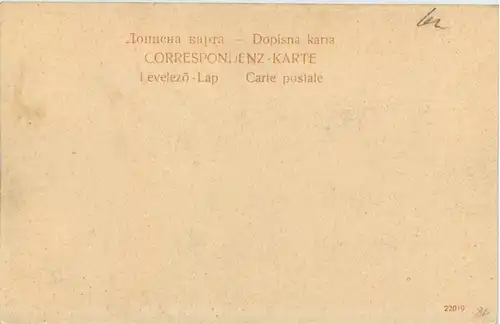 Дописна карта — Dopisna karta
CORRESPONDENZ-KARTE
Levelező-Lap Carte postale
22019